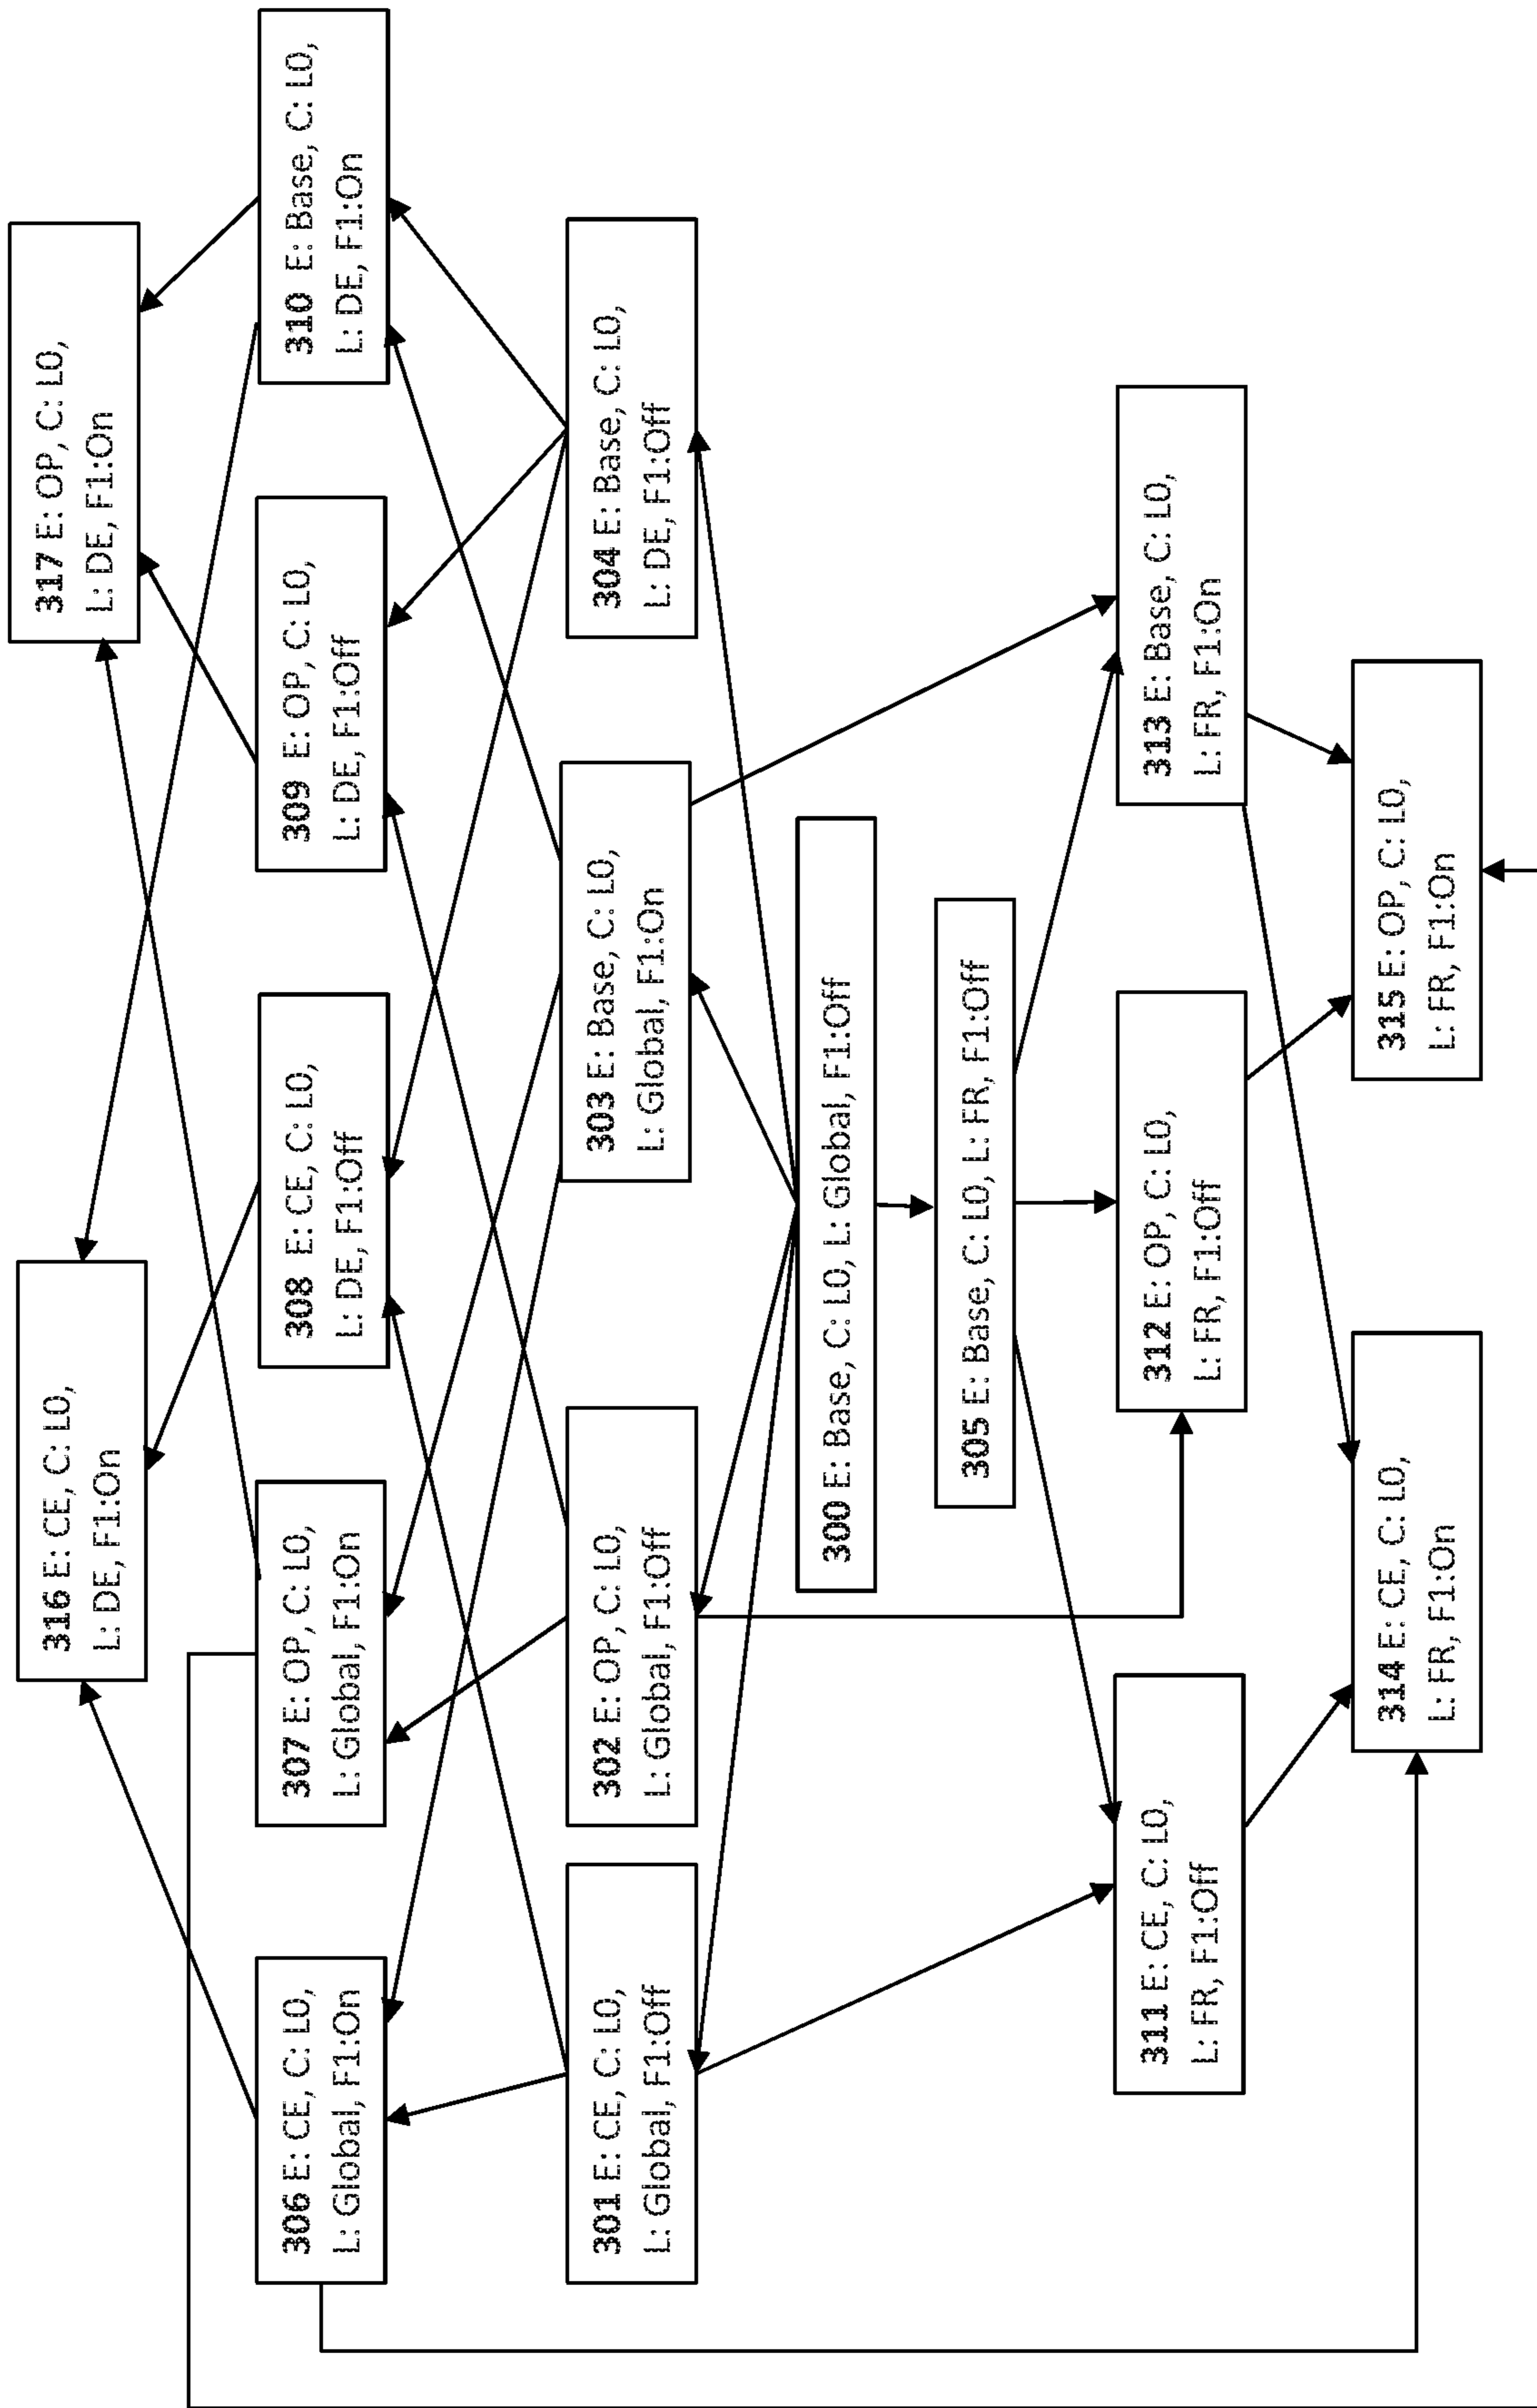 316 E: CE, C: L0,
L: DE, F1:On
317 E: OP, C: L0,
L: DE, F1:On
306 E: CE, C: L0,
L: Global, F1:On
307 E: OP, C: L0,
L: Global, F1:On
308 E: CE, C: L0,
L: DE, F1:Off
309 E: OP, C: L0,
L: DE, F1:Off
310 E: Base, C: L0,
L: DE, F1:On
301 E: CE, C: L0,
L: Global, F1:Off
302 E: OP, C: L0,
L: Global, F1:Off
303 E: Base, C: L0,
L: Global, F1:On
304 E: Base, C: L0,
L: DE, F1:Off
300 E: Base, C: L0, L: Global, F1:Off
305 E: Base, C: L0, L: FR, F1:Off
311 E: CE, C: L0,
L: FR, F1:Off
312 E: OP, C: L0,
L: FR, F1:Off
313 E: Base, C: L0,
L: FR, F1:On
314 E: CE, C: L0,
L: FR, F1:On
315 E: OP, C: L0,
L: FR, F1:On